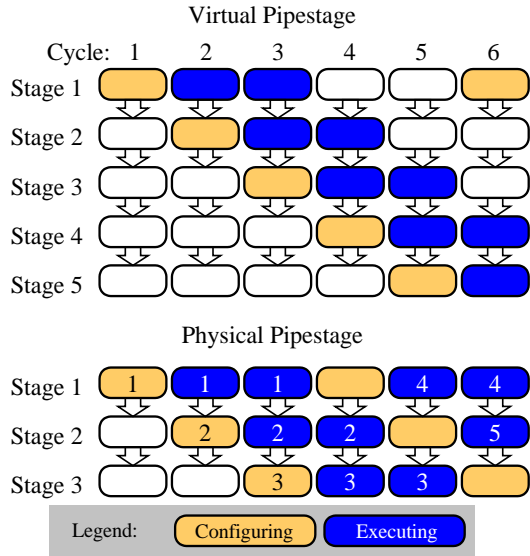 Virtual Pipestage
Cycle: 1 2 3 4 5 6
Stage 1
Stage 2
Stage 3
Stage 4
Stage 5
Physical Pipestage
Stage 1 1 1 1 4 4
Stage 2 2 2 2 5
Stage 3 3 3 3
Legend: Configuring Executing